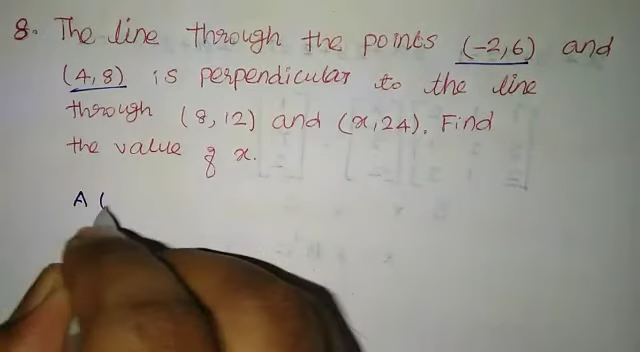 8. The line through the points (-2,6) and
(4,8) is perpendicular to the line
through (8,12) and (x,24). Find
the value of x.
A (